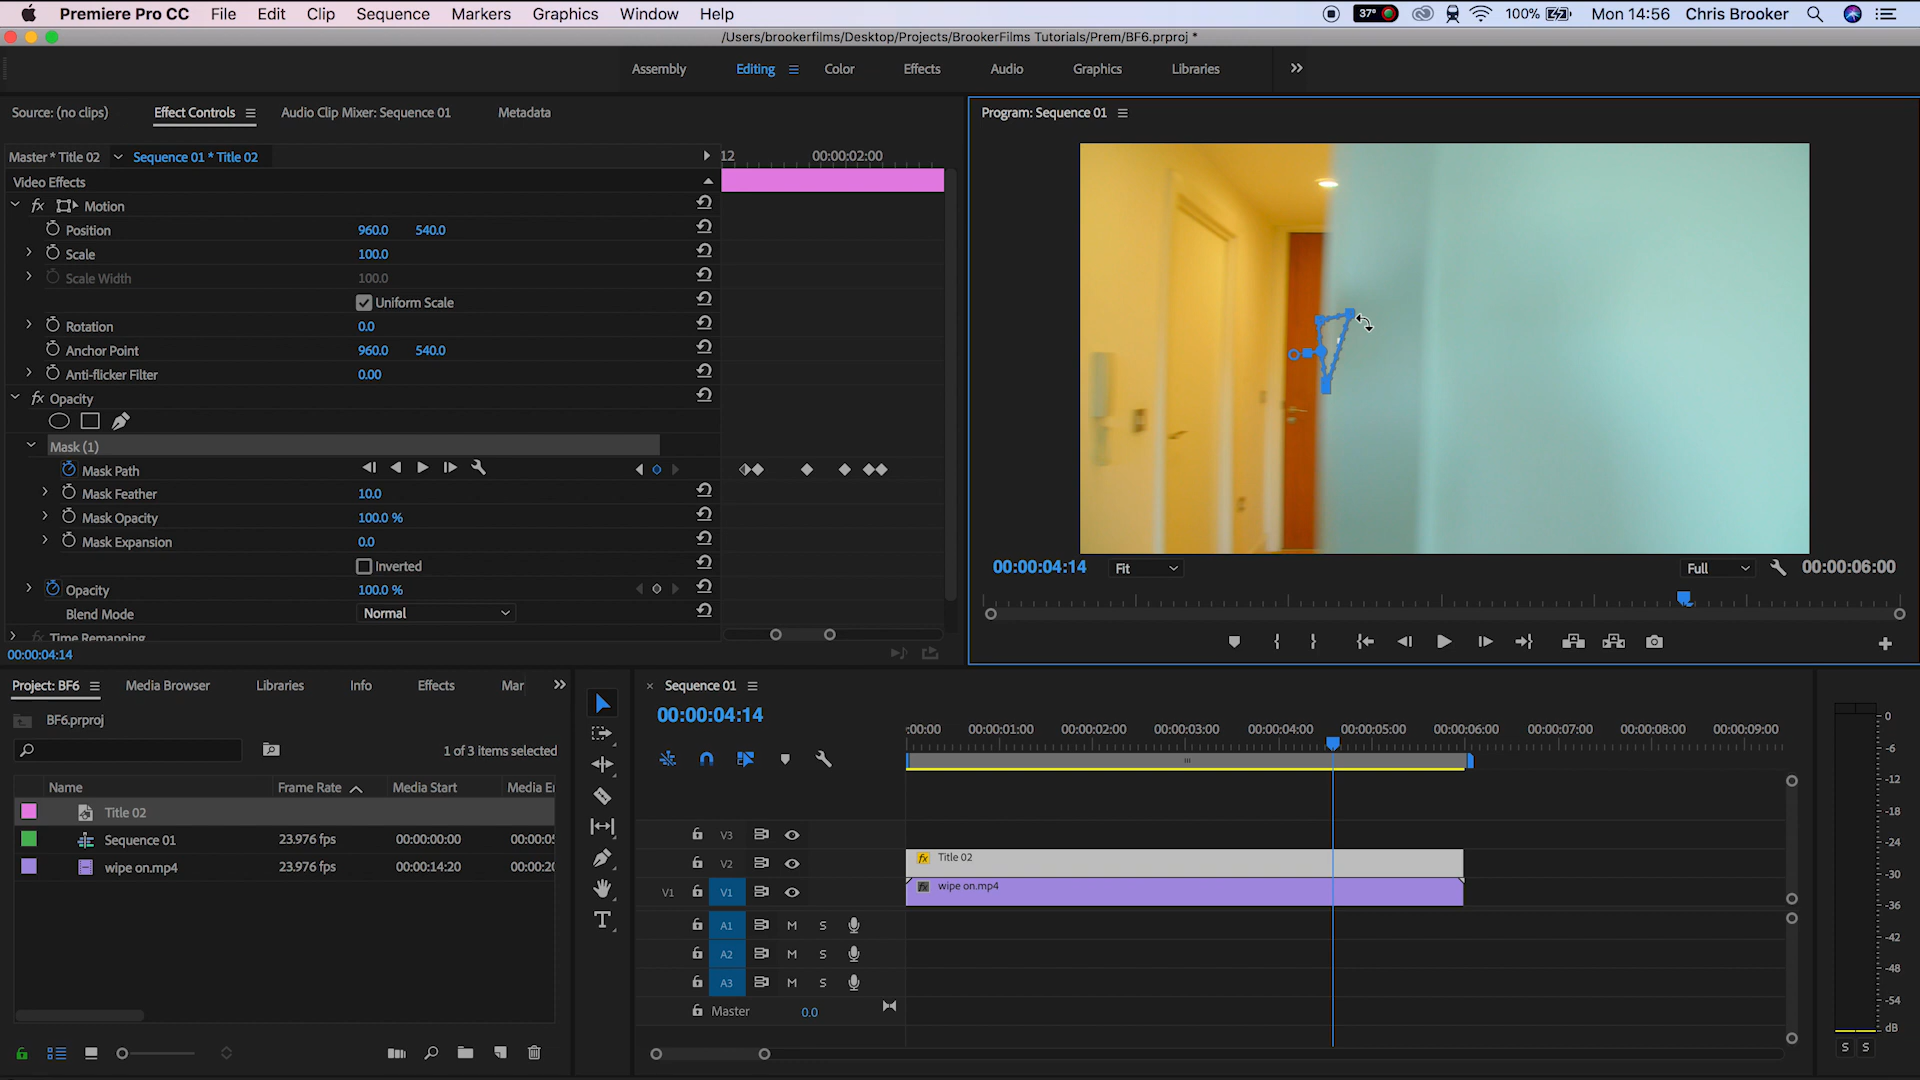 Premiere Pro CC File Edit Clip Sequence Markers Graphics Window Help 37° 100% Mon 14:56 Chris Brooker
/Users/brookerfilms/Desktop/Projects/BrookerFilms Tutorials/Prem/BF6.prproj *
Assembly Editing Color Effects Audio Graphics Libraries
Source: (no clips) Effect Controls Audio Clip Mixer: Sequence 01 Metadata
Program: Sequence 01
Master * Title 02 Sequence 01 * Title 02 12 00:00:02:00
Video Effects
fx Motion
Position 960.0 540.0
Scale 100.0
Scale Width 100.0
Uniform Scale
Rotation 0.0
Anchor Point 960.0 540.0
Anti-flicker Filter 0.00
fx Opacity
Mask (1)
Mask Path
Mask Feather 10.0
Mask Opacity 100.0 %
Mask Expansion 0.0
Inverted
Opacity 100.0 %
Blend Mode Normal
fx Time Remapping
00:00:04:14
00:00:04:14 Fit Full 00:00:06:00
Project: BF6 Media Browser Libraries Info Effects Mar
BF6.prproj
1 of 3 items selected
Name Frame Rate Media Start Media E
Title 02
Sequence 01 23.976 fps 00:00:00:00 00:00:0
wipe on.mp4 23.976 fps 00:00:14:20 00:00:20
× Sequence 01
00:00:04:14
:00:00 00:00:01:00 00:00:02:00 00:00:03:00 00:00:04:00 00:00:05:00 00:00:06:00 00:00:07:00 00:00:08:00 00:00:09:00
V3
V2 fx Title 02
V1 V1 fx wipe on.mp4
A1 M S
A2 M S
A3 M S
Master 0.0
T
0
-6
-12
-18
-24
-30
-36
-42
-48
-54
dB
S S